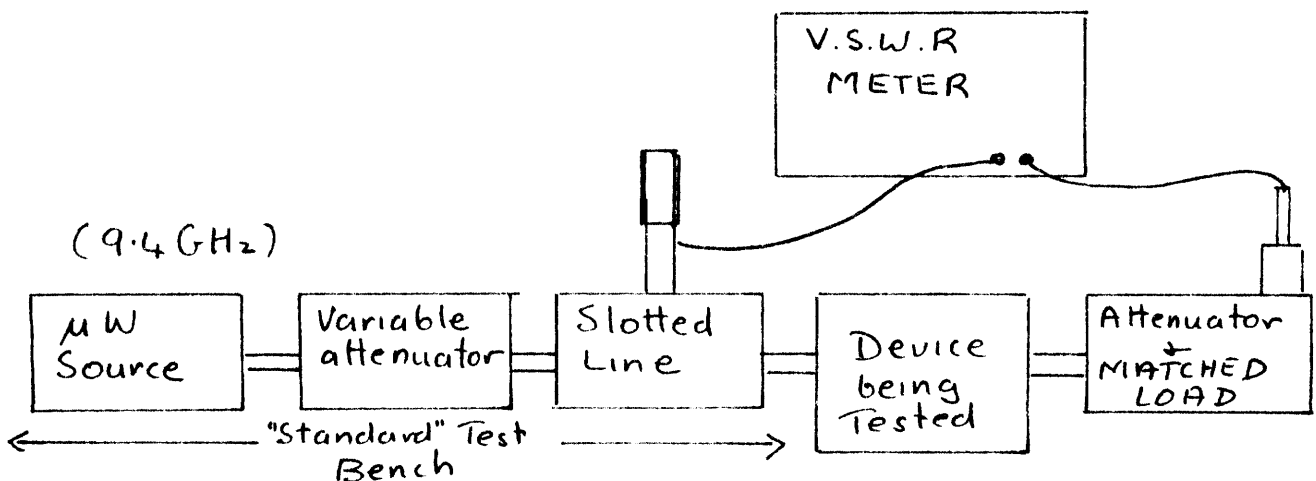 V.S.W.R
METER
(9.4 GHz)
μW
Source
Variable
attenuator
Slotted
Line
Device
being
Tested
Attenuator
+
MATCHED
LOAD
"Standard" Test
Bench